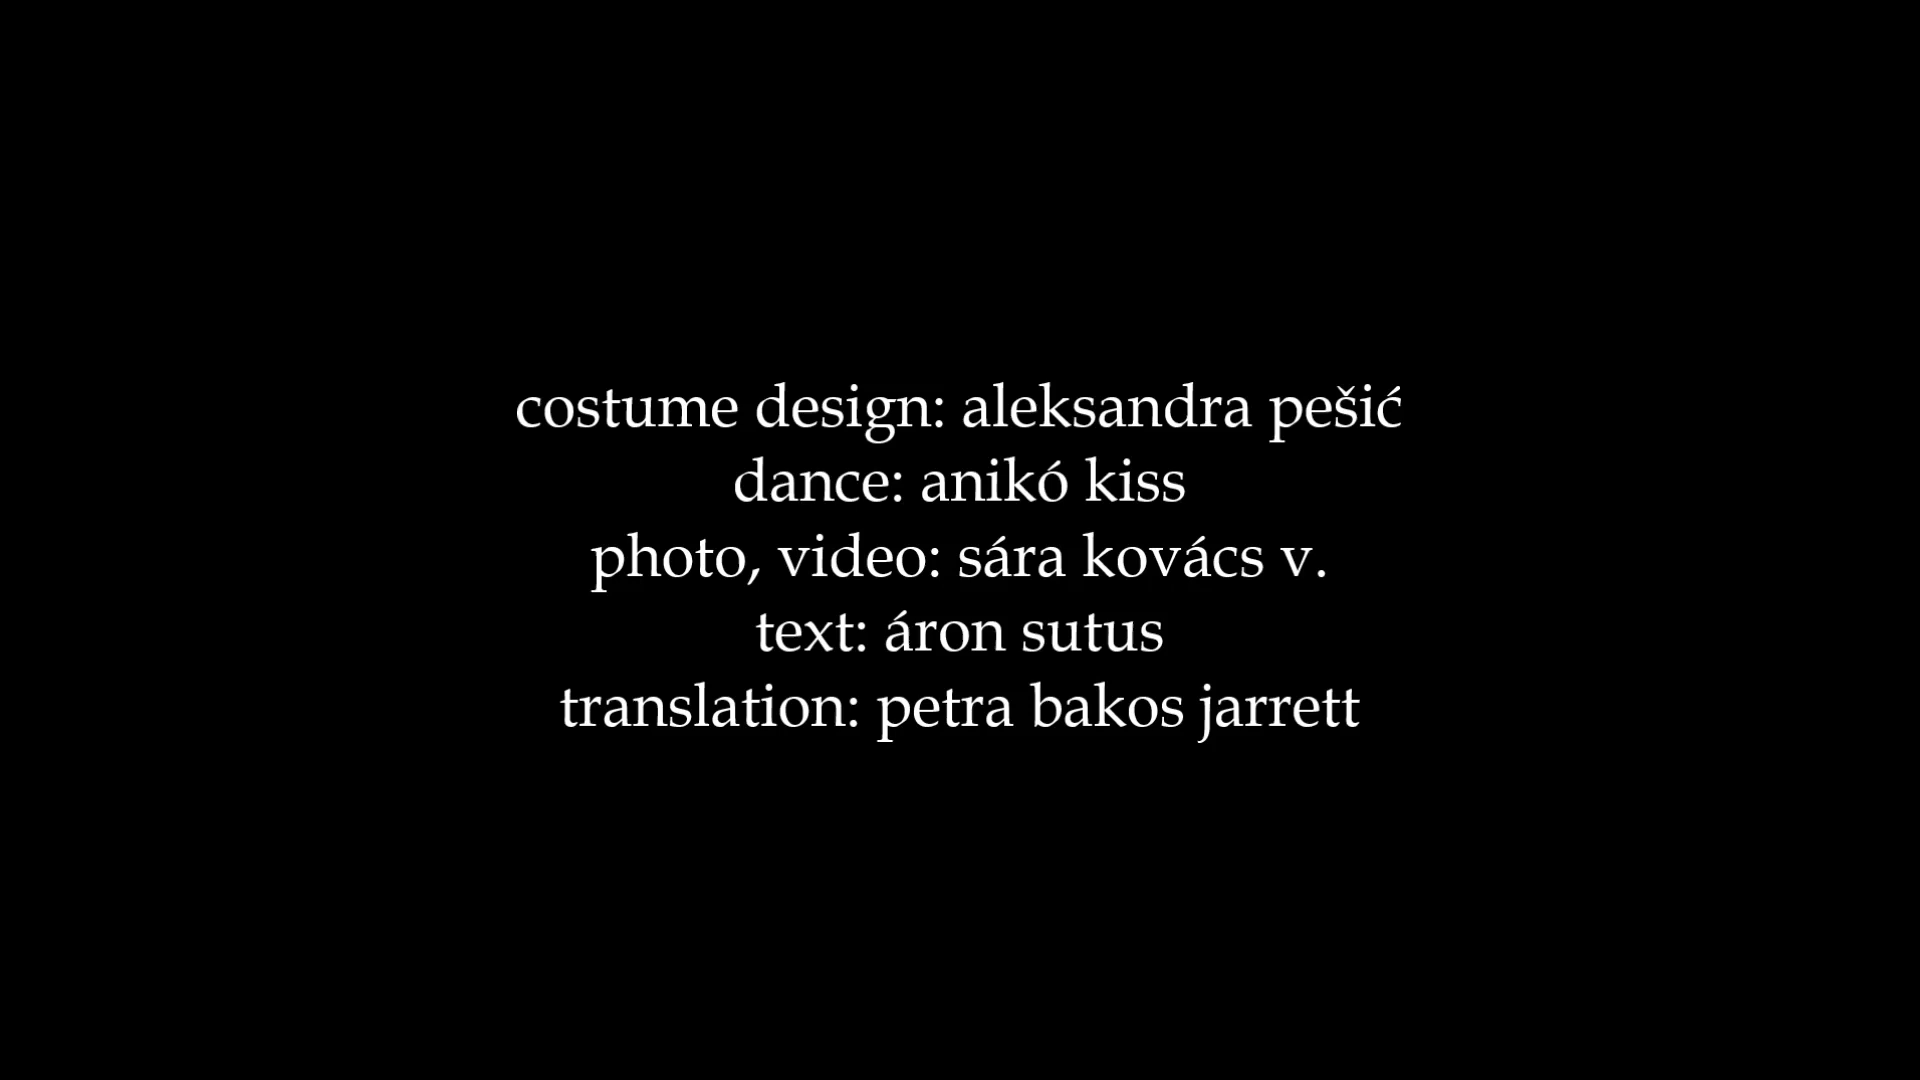 costume design: aleksandra pešić
dance: anikó kiss
photo, video: sára kovács v.
text: áron sutus
translation: petra bakos jarrett